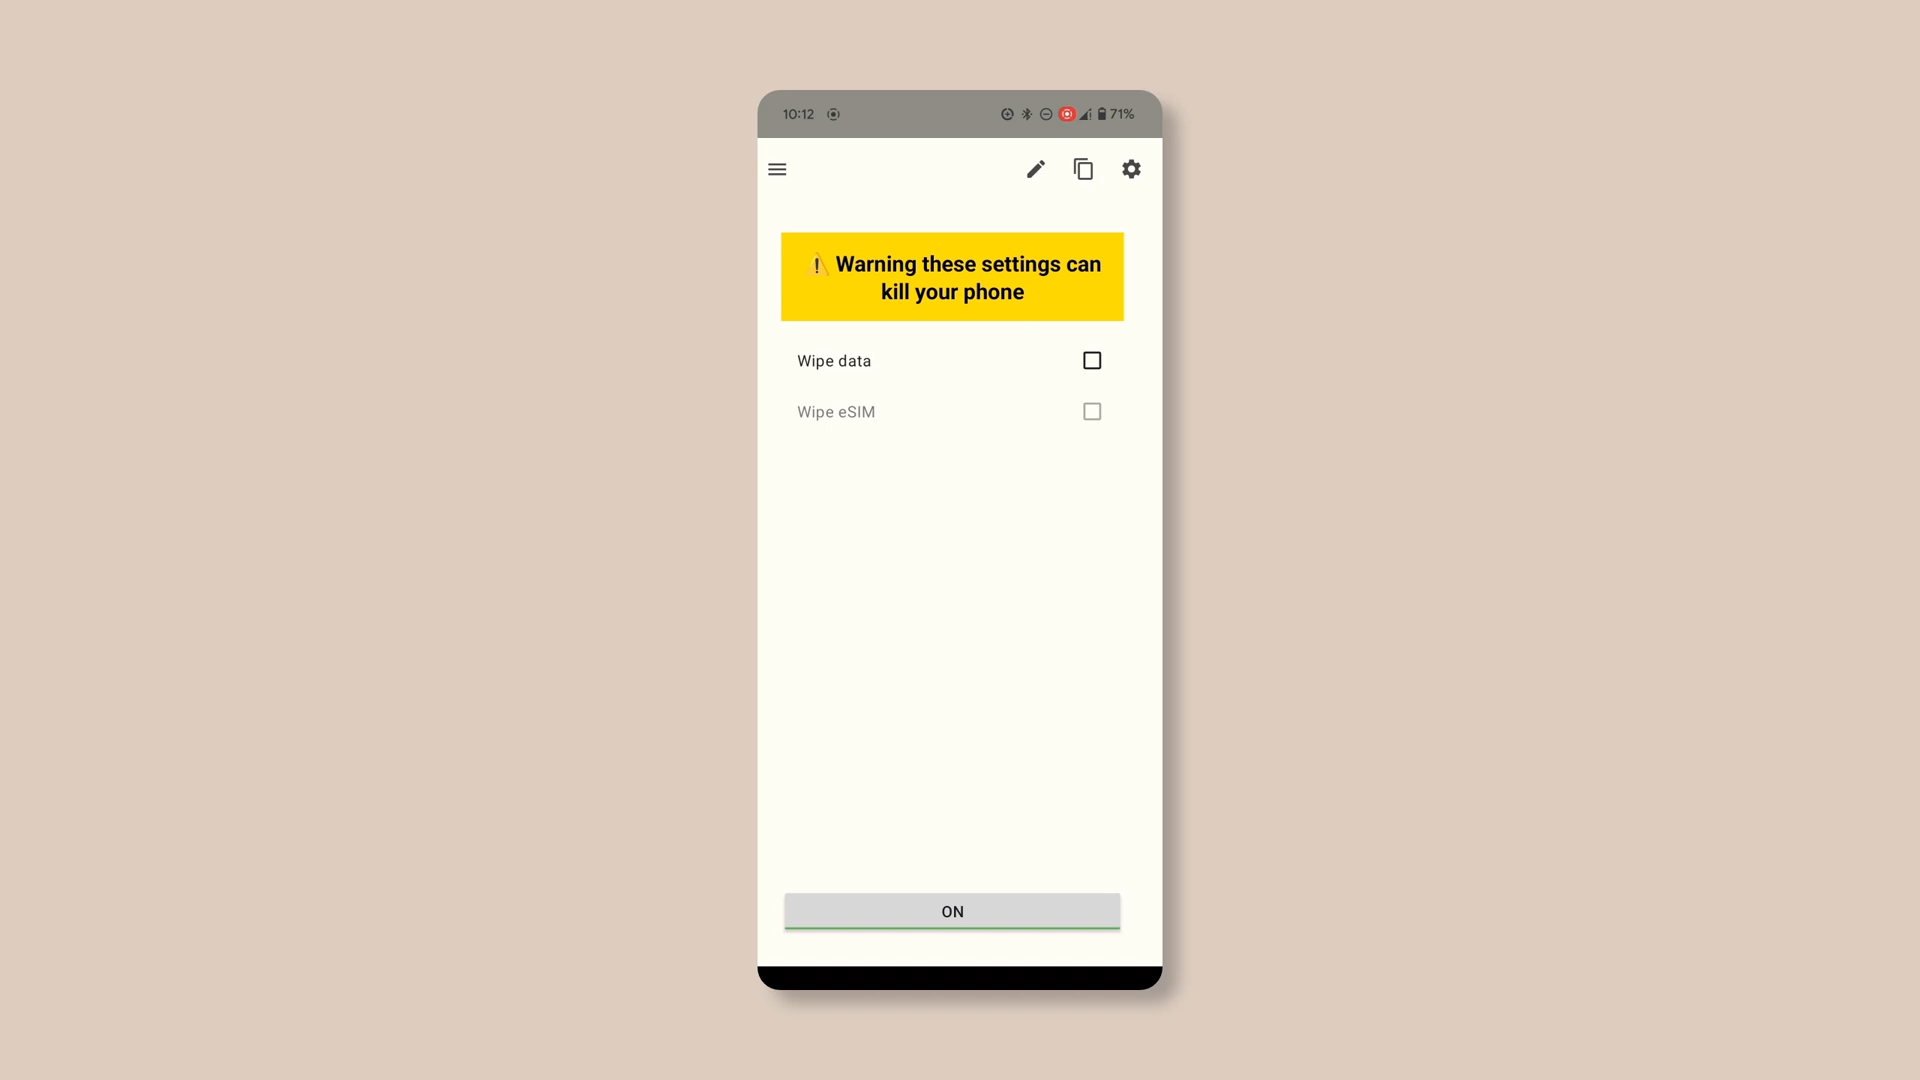 10:12 71%
⚠️ Warning these settings can
kill your phone
Wipe data
Wipe eSIM
ON